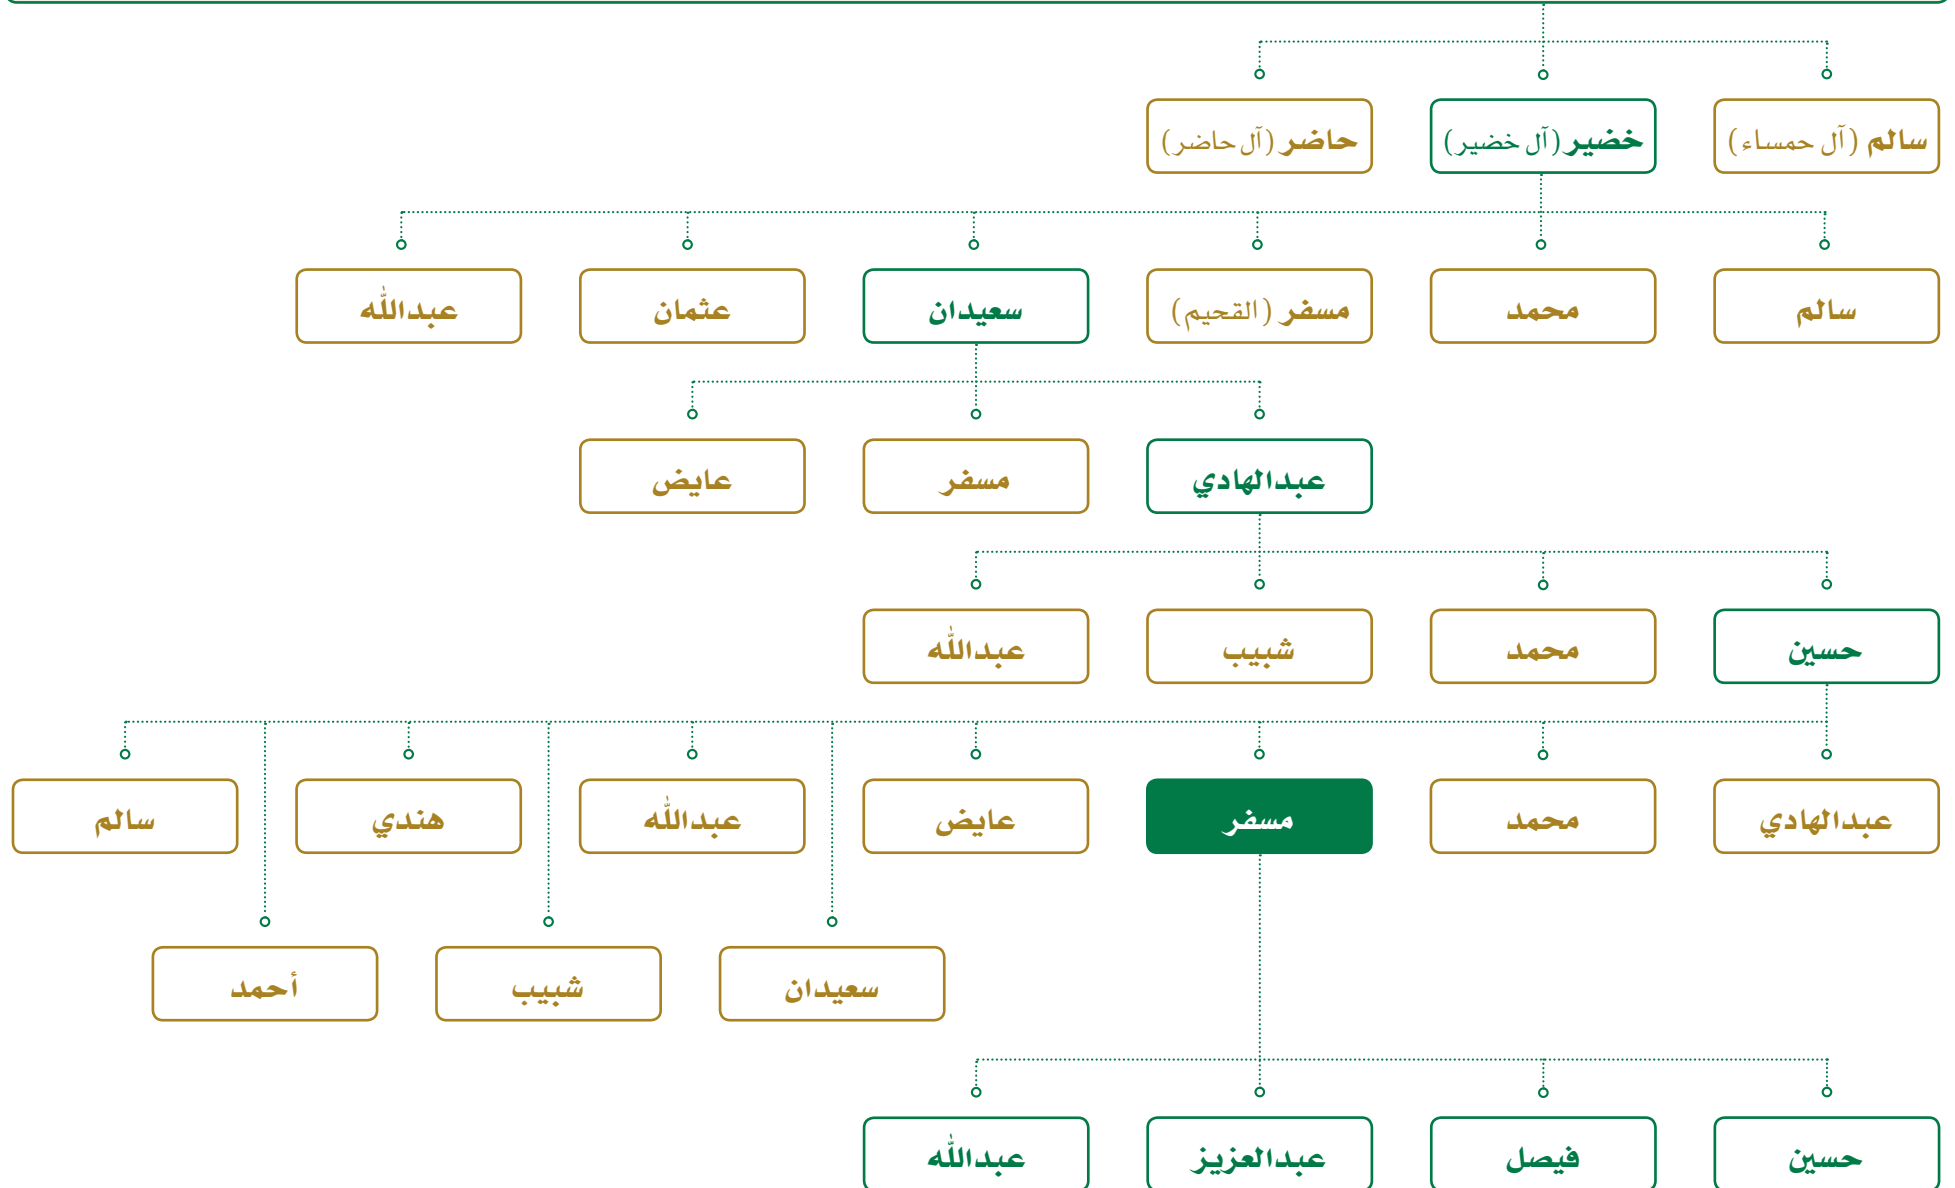 سالم (آل حمساء) خضير (آل خضير) حاضر (آل حاضر)
سالم محمد مسفر (القحيم) سعيدان عثمان عبدالله
عبدالهادي مسفر عايض
حسين محمد شبيب عبدالله
عبدالهادي محمد مسفر عايض عبدالله هندي سالم
سعيدان شبيب أحمد
حسين فيصل عبدالعزيز عبدالله